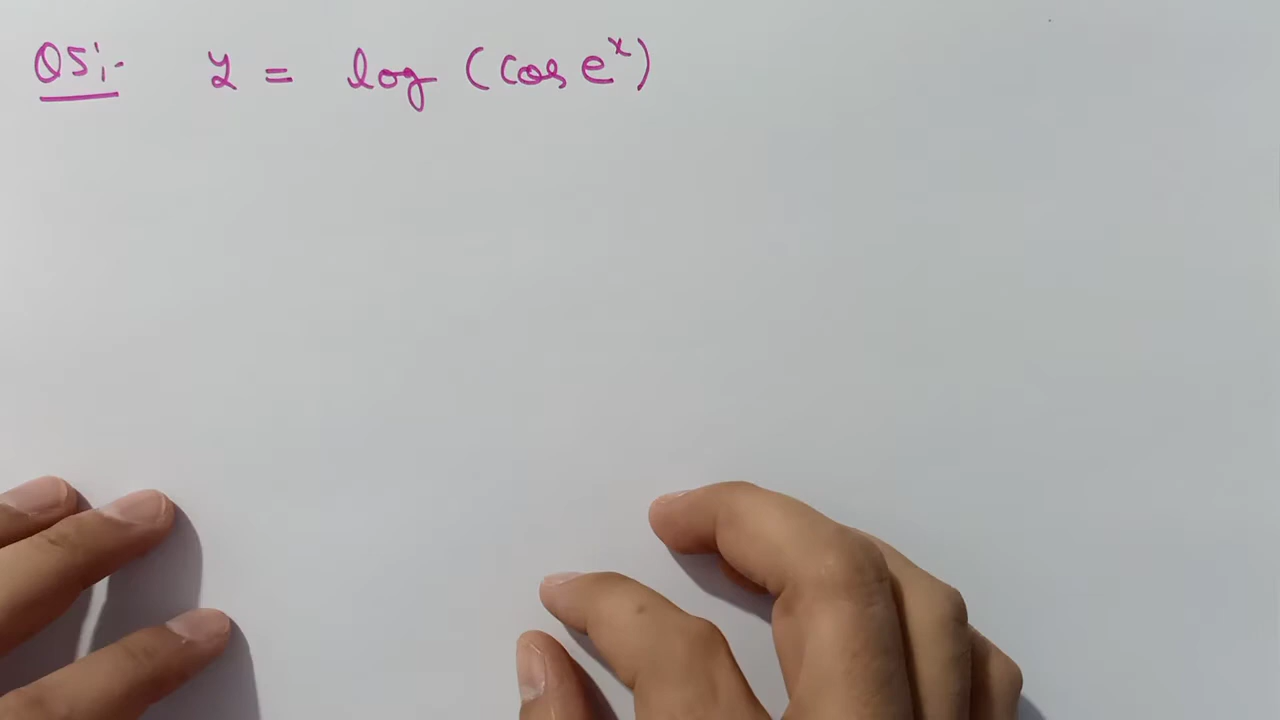 Q5:- y = log (cos e^x)